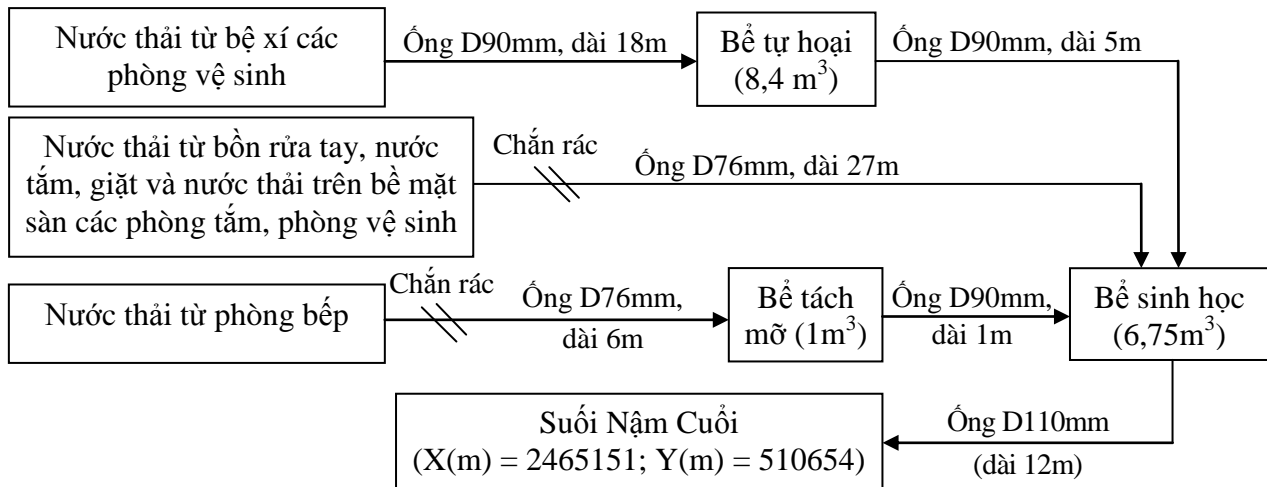 Nước thải từ bệ xí các
phòng vệ sinh
Ống D90mm, dài 18m
Bể tự hoại
(8,4 m³)
Ống D90mm, dài 5m
Nước thải từ bồn rửa tay, nước
tắm, giặt và nước thải trên bề mặt
sàn các phòng tắm, phòng vệ sinh
Chắn rác
Ống D76mm, dài 27m
Nước thải từ phòng bếp
Chắn rác
Ống D76mm,
dài 6m
Bể tách
mỡ (1m³)
Ống D90mm,
dài 1m
Bể sinh học
(6,75m³)
Suối Nậm Cuổi
(X(m) = 2465151; Y(m) = 510654)
Ống D110mm
(dài 12m)